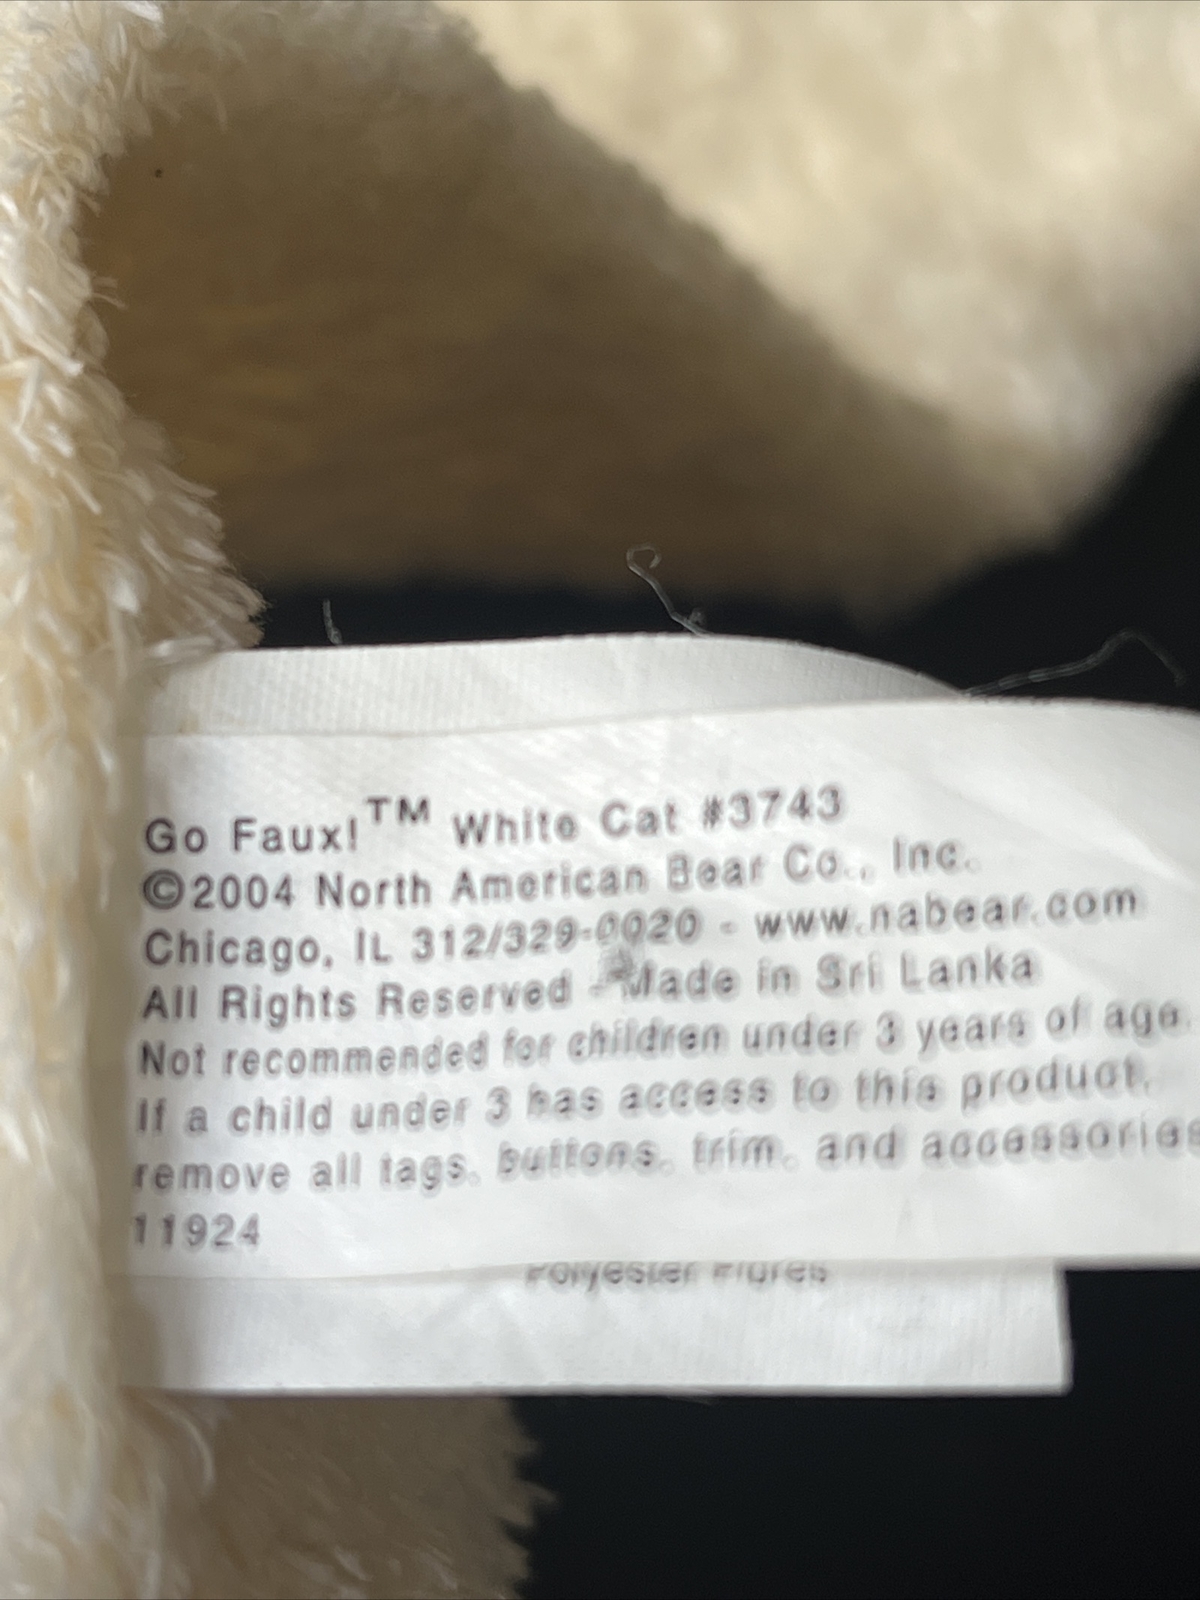 Go Faux!™ White Cat #3743
©2004 North American Bear Co., Inc.
Chicago, IL 312/329-0020 - www.nabear.com
All Rights Reserved - Made in Sri Lanka
Not recommended for children under 3 years of age.
If a child under 3 has access to this product,
remove all tags, buttons, trim, and accessories
11924
Polyester Fibres